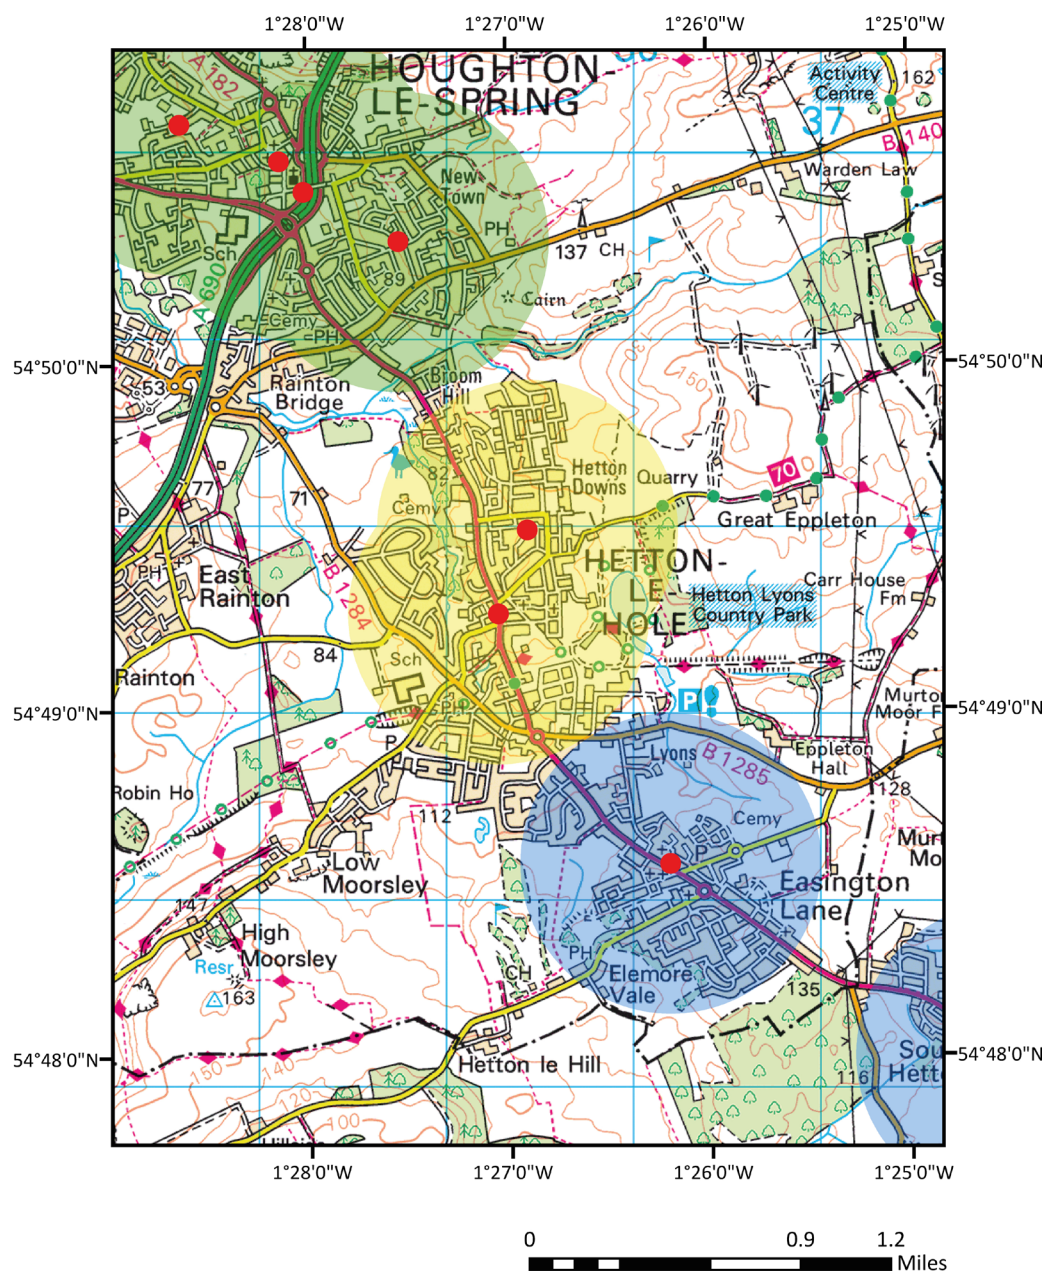 1°28'0"W
1°27'0"W
1°26'0"W
1°25'0"W
HOUGHTON-
LE-SPRING
A182
Activity
Centre
162
37
B 140
Warden Law
New
Town
PH
137
CH
Sch
A 690
89
Cairn
Cemy
PH
54°50'0"N
54°50'0"N
130
150
53
Rainton
Bridge
Broom
Hill
82
Hetton
Downs
Quarry
70
77
71
Cemy
Great Eppleton
P
PH
East
Rainton
B 1284
HETTON-
LE-
HOLE
Hetton Lyons
Country Park
Carr House
Fm
84
Sch
Rainton
PH
54°49'0"N
54°49'0"N
P
P
Lyons
B 1285
Murto
Moor F
Eppleton
Hall
128
Robin Ho
112
Cemy
P
Low
Moorsley
Easington
Lane
147
High
Moorsley
Resr
163
PH
CH
Elemore
Vale
135
54°48'0"N
54°48'0"N
Hetton le Hill
150
140
120
100
116
Sou
Hett
1°28'0"W
1°27'0"W
1°26'0"W
1°25'0"W
0
0.9
1.2
Miles